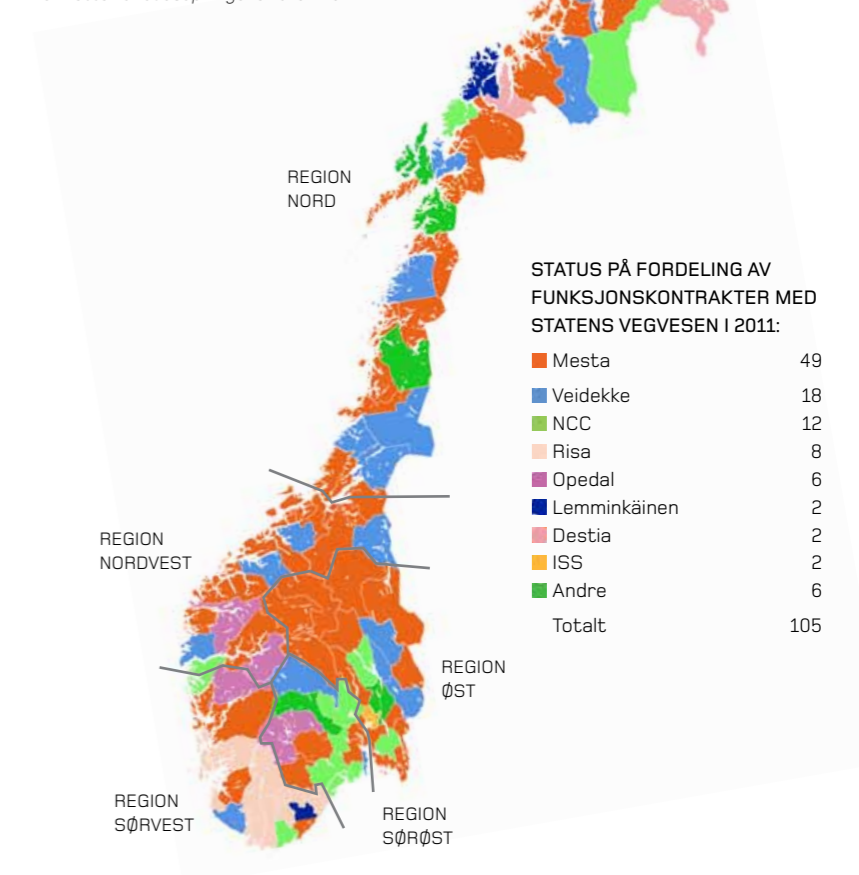 REGION
NORD
STATUS PÅ FORDELING AV
FUNKSJONSKONTRAKTER MED
STATENS VEGVESEN I 2011:
Mesta 49
Veidekke 18
NCC 12
Risa 8
Opedal 6
Lemminkäinen 2
Destia 2
ISS 2
Andre 6
Totalt 105
REGION
NORDVEST
REGION
ØST
REGION
SØRVEST
REGION
SØRØST